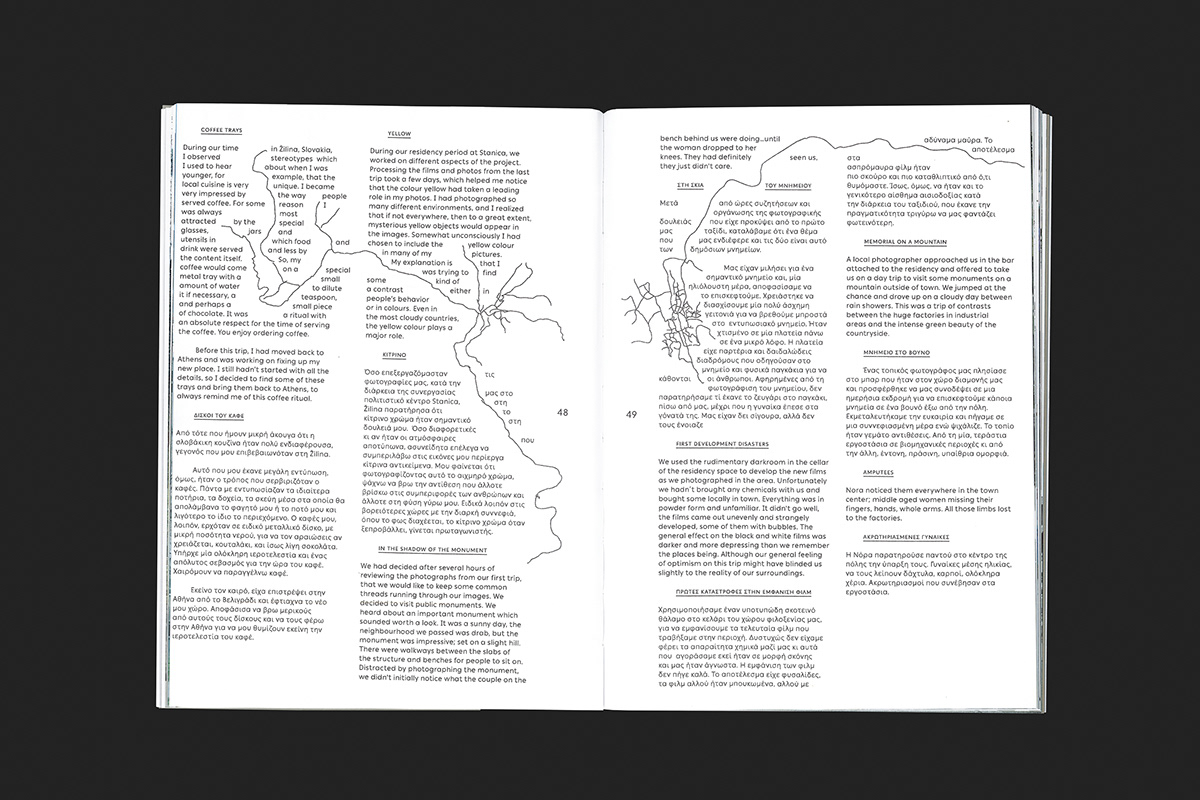 COFFEE TRAYS
During our time in Žilina, Slovakia,
I observed stereotypes which
I used to hear about when I was
younger, for example, that the
local cuisine is very unique. I became
very impressed by the way people
served coffee. For some reason I
was always most
attracted by the special
glasses, jars and
utensils in which food and
drink were served and less by
the content itself. So, my
coffee would come on a special
metal tray with a small
amount of water to dilute
it if necessary, a teaspoon,
and perhaps a small piece
of chocolate. It was a ritual with
an absolute respect for the time of serving
the coffee. You enjoy ordering coffee.
Before this trip, I had moved back to
Athens and was working on fixing up my
new place. I still hadn't started with all the
details, so I decided to find some of these
trays and bring them back to Athens, to
always remind me of this coffee ritual.
ΔΙΣΚΟΙ ΤΟΥ ΚΑΦΕ
Από τότε που ήμουν μικρή άκουγα ότι η
σλοβάκικη κουζίνα ήταν πολύ ενδιαφέρουσα,
γεγονός που μου επιβεβαιωνόταν στη Žilina.
Αυτό που μου έκανε μεγάλη εντύπωση,
όμως, ήταν ο τρόπος που σερβιριζόταν ο
καφές. Πάντα με εντυπωσίαζαν τα ιδιαίτερα
ποτήρια, τα δοχεία, τα σκεύη μέσα στα οποία θα
απολάμβανα το φαγητό μου ή το ποτό μου και
λιγότερο το ίδιο το περιεχόμενο. Ο καφές μου,
λοιπόν, ερχόταν σε ειδικό μεταλλικό δίσκο, με
μικρή ποσότητα νερού, για να τον αραιώσεις αν
χρειάζεται, κουταλάκι, και ίσως λίγη σοκολάτα.
Υπήρχε μία ολόκληρη ιεροτελεστία και ένας
απόλυτος σεβασμός για την ώρα του καφέ.
Χαιρόμουν να παραγγέλνω καφέ.
Εκείνο τον καιρό, είχα επιστρέψει στην
Αθήνα από το Βελιγράδι και έφτιαχνα το νέο
μου χώρο. Αποφάσισα να βρω μερικούς
από αυτούς τους δίσκους και να τους φέρω
στην Αθήνα για να μου θυμίζουν εκείνη την
ιεροτελεστία του καφέ.
YELLOW
During our residency period at Stanica, we
worked on different aspects of the project.
Processing the films and photos from the last
trip took a few days, which helped me notice
that the colour yellow had taken a leading
role in my photos. I had photographed so
many different environments, and I realized
that if not everywhere, then to a great extent,
mysterious yellow objects would appear in
the images. Somewhat unconsciously I had
chosen to include the yellow colour
in many of my pictures.
My explanation is that I
was trying to find
some kind of
a contrast either in
people's behavior
or in colours. Even in
the most cloudy countries,
the yellow colour plays a
major role.
ΚΙΤΡΙΝΟ
Όσο επεξεργαζόμασταν τις
φωτογραφίες μας, κατά την
διάρκεια της συνεργασίας μας στο
πολιτιστικό κέντρο Stanica, στη
Žilina παρατήρησα ότι το
κίτρινο χρώμα ήταν σημαντικό στη
δουλειά μου. Όσο διαφορετικές
κι αν ήταν οι ατμόσφαιρες που
αποτύπωνα, ασυνείδητα επέλεγα να
συμπεριλάβω στις εικόνες μου περίεργα
κίτρινα αντικείμενα. Μου φαίνεται ότι
φωτογραφίζοντας αυτό το αιχμηρό χρώμα,
ψάχνω να βρω την αντίθεση που άλλοτε
βρίσκω στις συμπεριφορές των ανθρώπων και
άλλοτε στη φύση γύρω μου. Ειδικά λοιπόν στις
βορειότερες χώρες με την διαρκή συννεφιά,
όπου το φως διαχέεται, το κίτρινο χρώμα όταν
ξεπροβάλλει, γίνεται πρωταγωνιστής.
IN THE SHADOW OF THE MONUMENT
We had decided after several hours of
reviewing the photographs from our first trip,
that we would like to keep some common
threads running through our images. We
decided to visit public monuments. We
heard about an important monument which
sounded worth a look. It was a sunny day, the
neighbourhood we passed was drab, but the
monument was impressive; set on a slight hill.
There were walkways between the slabs of
the structure and benches for people to sit on.
Distracted by photographing the monument,
we didn't initially notice what the couple on the
48
49
bench behind us were doing...until
the woman dropped to her
knees. They had definitely seen us,
they just didn't care.
ΣΤΗ ΣΚΙΑ ΤΟΥ ΜΝΗΜΕΙΟΥ
Μετά από ώρες συζητήσεων και
οργάνωσης της φωτογραφικής
δουλειάς που είχε προκύψει από το πρώτο
μας ταξίδι, καταλάβαμε ότι ένα θέμα
που μας ενδιέφερε και τις δύο είναι αυτό
των δημόσιων μνημείων.
Μας είχαν μιλήσει για ένα
σημαντικό μνημείο και, μία
ηλιόλουστη μέρα, αποφασίσαμε να
το επισκεφτούμε. Χρειάστηκε να
διασχίσουμε μία πολύ άσχημη
γειτονιά για να βρεθούμε μπροστά
στο εντυπωσιακό μνημείο. Ήταν
χτισμένο σε μία πλατεία πάνω
σε ένα μικρό λόφο. Η πλατεία
είχε παρτέρια και δαιδαλώδεις
διαδρόμους που οδηγούσαν στο
μνημείο και φυσικά παγκάκια για να
κάθονται οι άνθρωποι. Αφηρημένες από τη
φωτογράφιση του μνημείου, δεν
παρατηρήσαμε τί έκανε το ζευγάρι στο παγκάκι,
πίσω από μας, μέχρι που η γυναίκα έπεσε στα
γόνατά της. Μας είχαν δει σίγουρα, αλλά δεν
τους ένοιαζε
FIRST DEVELOPMENT DISASTERS
We used the rudimentary darkroom in the cellar
of the residency space to develop the new films
as we photographed in the area. Unfortunately
we hadn't brought any chemicals with us and
bought some locally in town. Everything was in
powder form and unfamiliar. It didn't go well,
the films came out unevenly and strangely
developed, some of them with bubbles. The
general effect on the black and white films was
darker and more depressing than we remember
the places being. Although our general feeling
of optimism on this trip might have blinded us
slightly to the reality of our surroundings.
ΠΡΩΤΕΣ ΚΑΤΑΣΤΡΟΦΕΣ ΣΤΗΝ ΕΜΦΑΝΙΣΗ ΦΙΛΜ
Χρησιμοποιήσαμε έναν υποτυπώδη σκοτεινό
θάλαμο στο κελάρι του χώρου φιλοξενίας μας,
για να εμφανίσουμε τα τελευταία φιλμ που
τραβήξαμε στην περιοχή. Δυστυχώς δεν είχαμε
φέρει τα απαραίτητα χημικά μαζί μας κι αυτά
που αγοράσαμε εκεί ήταν σε μορφή σκόνης
και μας ήταν άγνωστα. Η εμφάνιση των φιλμ
δεν πήγε καλά. Το αποτέλεσμα είχε φυσαλίδες,
τα φιλμ αλλού ήταν μπουκωμένα, αλλού με
αδύναμα μαύρα. Το
αποτέλεσμα
στα
ασπρόμαυρα φιλμ ήταν
πιο σκούρο και πιο καταθλιπτικό από ό,τι
θυμόμαστε. Ίσως, όμως, να ήταν και το
γενικότερο αίσθημα αισιοδοξίας κατά
την διάρκεια του ταξιδιού, που έκανε την
πραγματικότητα τριγύρω να μας φαντάζει
φωτεινότερη.
MEMORIAL ON A MOUNTAIN
A local photographer approached us in the bar
attached to the residency and offered to take
us on a day trip to visit some monuments on a
mountain outside of town. We jumped at the
chance and drove up on a cloudy day between
rain showers. This was a trip of contrasts
between the huge factories in industrial
areas and the intense green beauty of the
countryside.
ΜΝΗΜΕΙΟ ΣΤΟ ΒΟΥΝΟ
Ένας τοπικός φωτογράφος μας πλησίασε
στο μπαρ που ήταν στον χώρο διαμονής μας
και προσφέρθηκε να μας συνοδέψει σε μια
ημερήσια εκδρομή για να επισκεφτούμε κάποια
μνημεία σε ένα βουνό έξω από την πόλη.
Εκμεταλλευτήκαμε την ευκαιρία και πήγαμε σε
μια συννεφιασμένη μέρα ενώ ψιχάλιζε. Το τοπίο
ήταν γεμάτο αντιθέσεις. Από τη μία, τεράστια
εργοστάσια σε βιομηχανικές περιοχές κι από
την άλλη, έντονη, πράσινη, υπαίθρια ομορφιά.
AMPUTEES
Nora noticed them everywhere in the town
center; middle aged women missing their
fingers, hands, whole arms. All those limbs lost
to the factories.
ΑΚΡΩΤΗΡΙΑΣΜΕΝΕΣ ΓΥΝΑΙΚΕΣ
Η Νόρα παρατηρούσε παντού στο κέντρο της
πόλης την ύπαρξη τους. Γυναίκες μέσης ηλικίας,
να τους λείπουν δάχτυλα, καρποί, ολόκληρα
χέρια. Ακρωτηριασμοί που συνέβησαν στα
εργοστάσια.